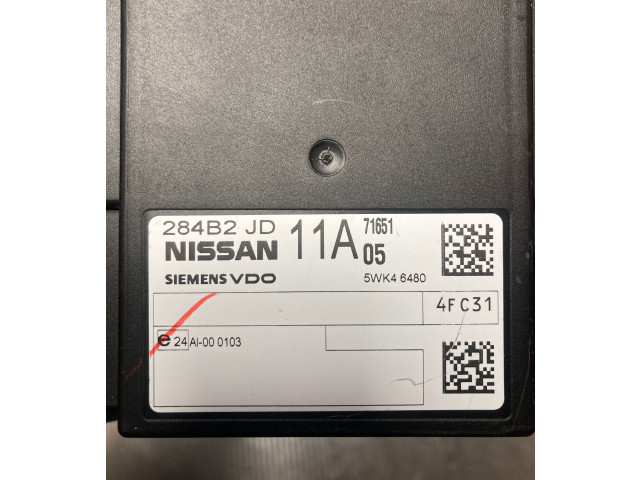 284B2 JD 11A 71651
NISSAN 05
SIEMENS VDO 5WK4 6480
4FC31
e 24 AI-00 0103